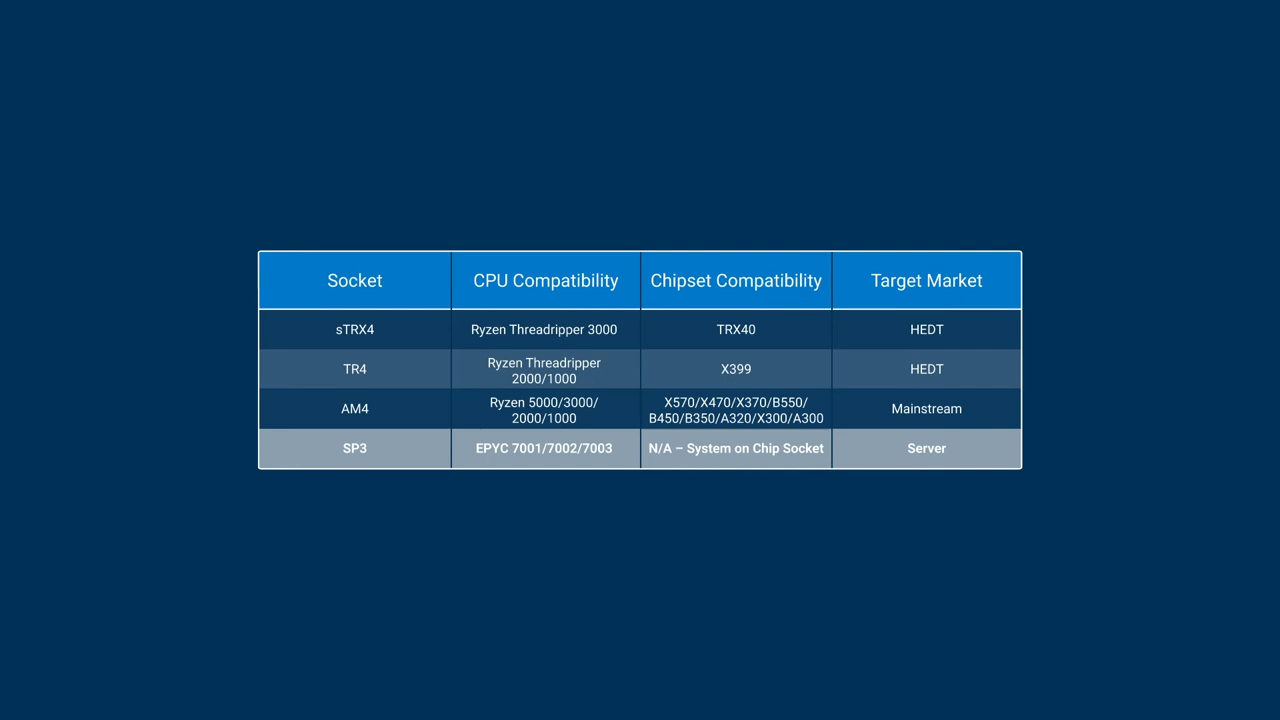 Socket CPU Compatibility Chipset Compatibility Target Market
sTRX4 Ryzen Threadripper 3000 TRX40 HEDT
TR4 Ryzen Threadripper 2000/1000 X399 HEDT
AM4 Ryzen 5000/3000/ 2000/1000 X570/X470/X370/B550/ B450/B350/A320/X300/A300 Mainstream
SP3 EPYC 7001/7002/7003 N/A – System on Chip Socket Server